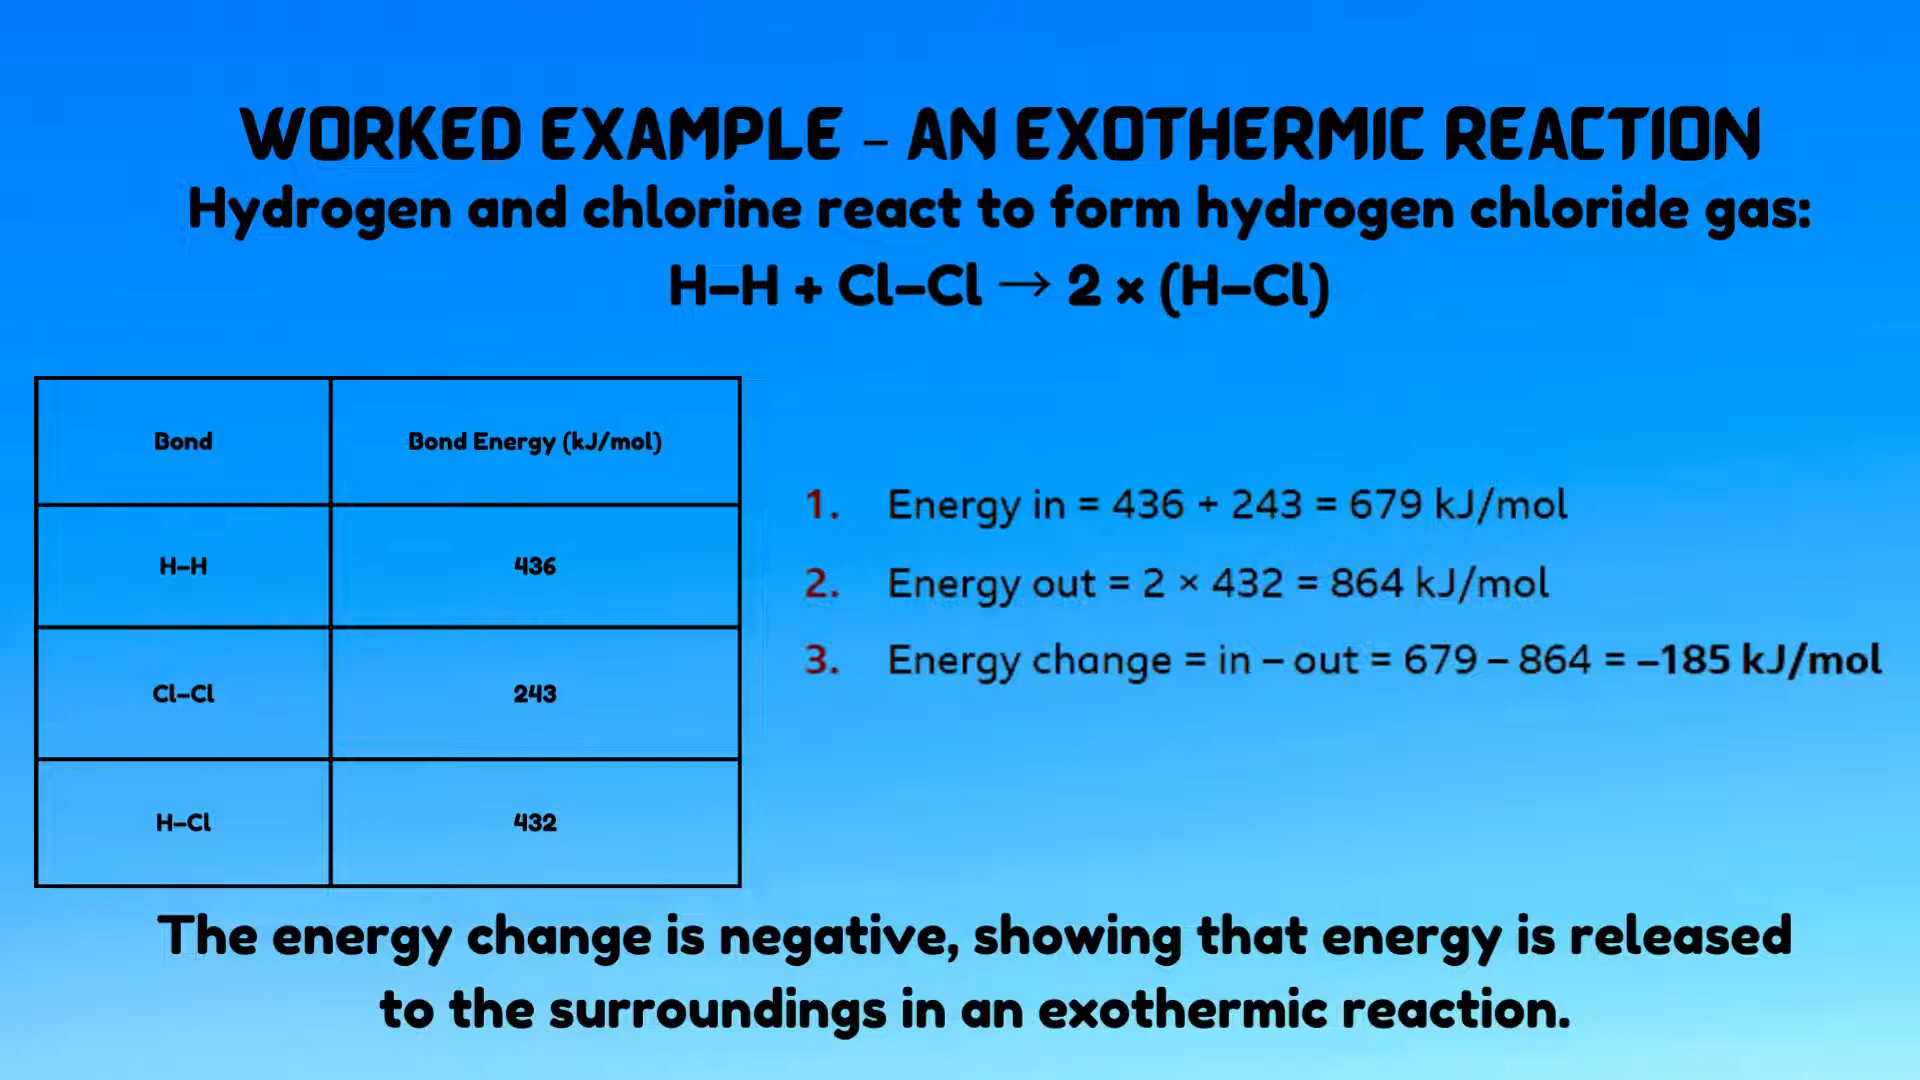 WORKED EXAMPLE – AN EXOTHERMIC REACTION
Hydrogen and chlorine react to form hydrogen chloride gas:
H–H + Cl–Cl → 2 × (H–Cl)
Bond Bond Energy (kJ/mol)
H–H 436
Cl–Cl 243
H–Cl 432
1. Energy in = 436 + 243 = 679 kJ/mol
2. Energy out = 2 × 432 = 864 kJ/mol
3. Energy change = in – out = 679 – 864 = –185 kJ/mol
The energy change is negative, showing that energy is released
to the surroundings in an exothermic reaction.